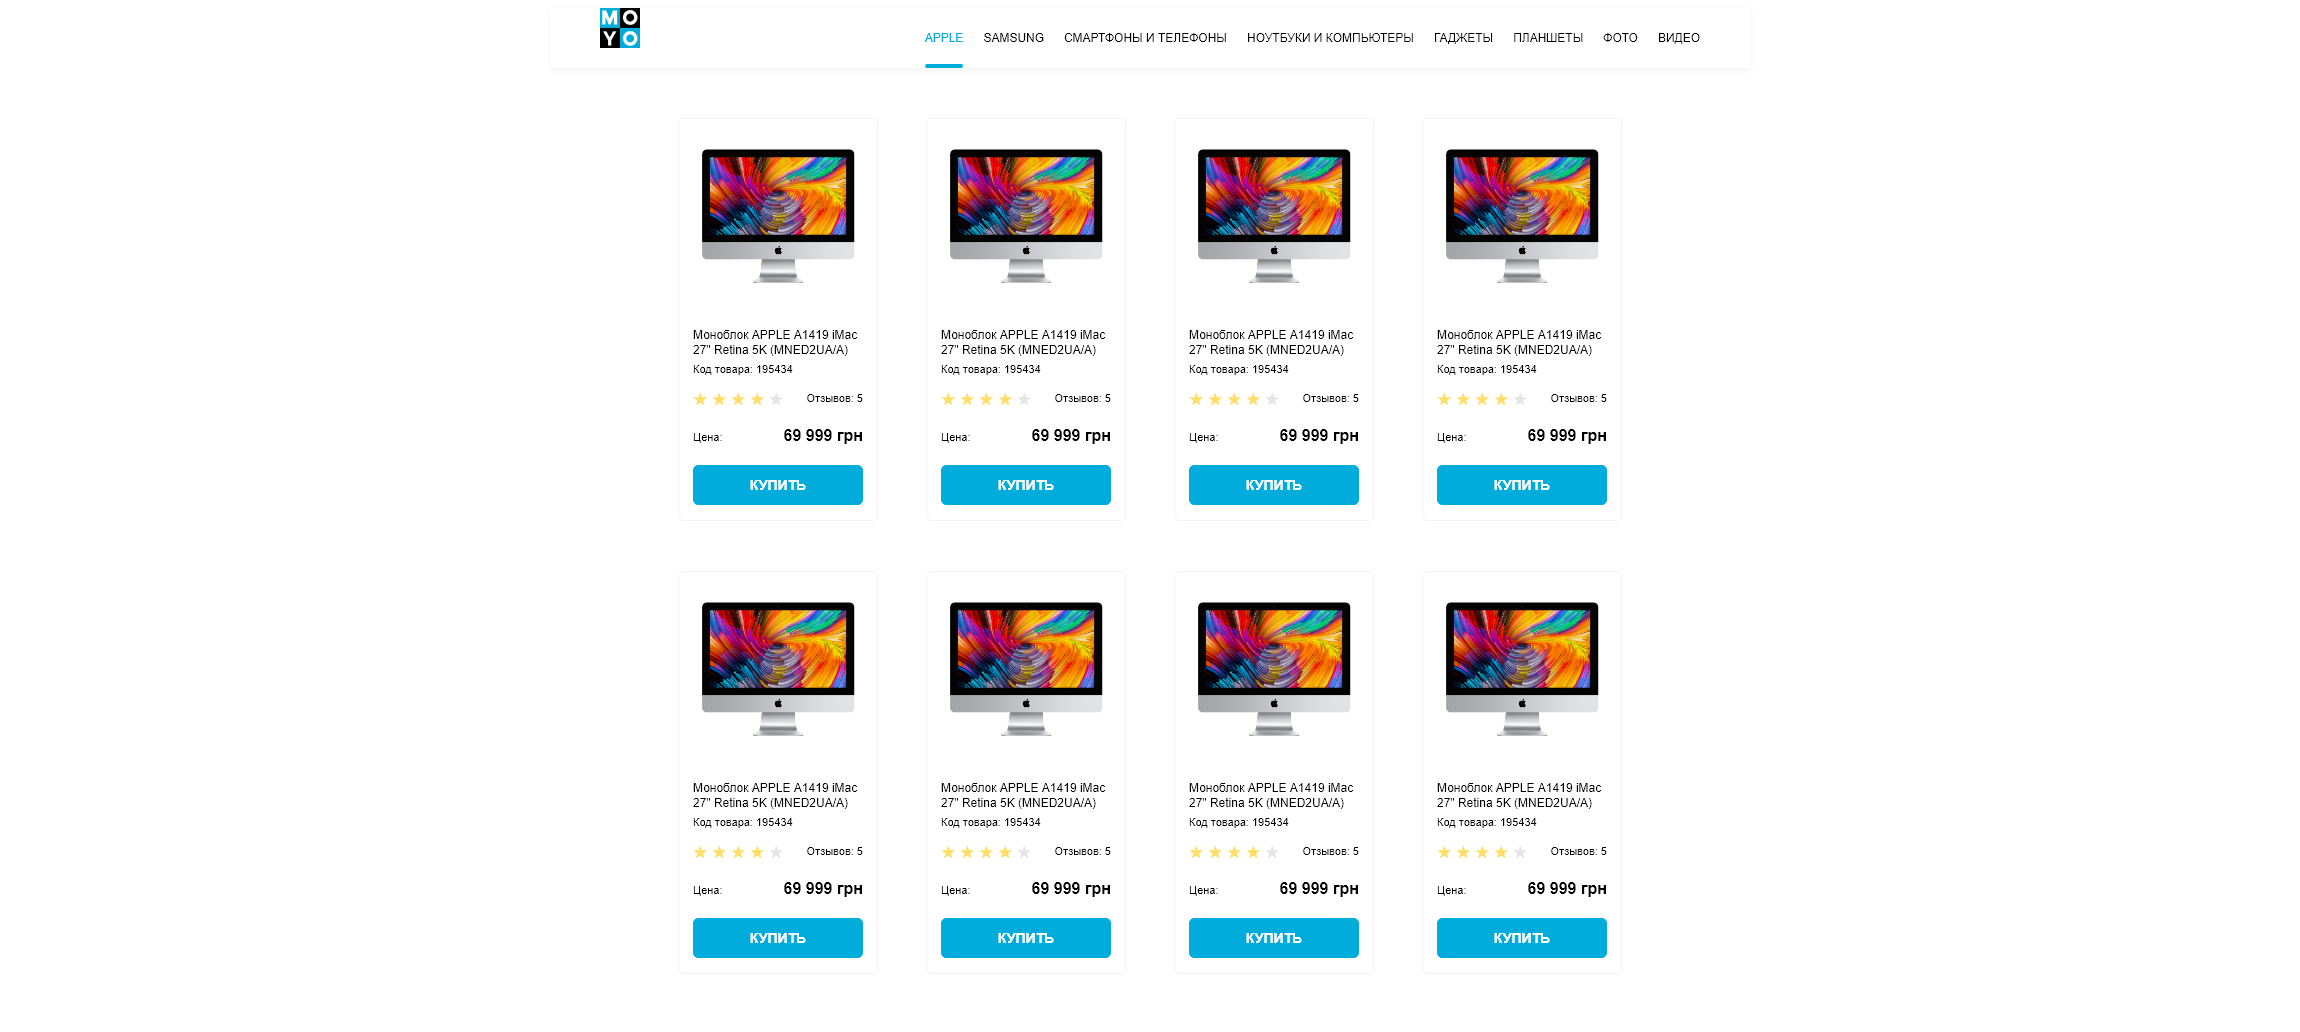 MO
YO
APPLE SAMSUNG СМАРТФОНЫ И ТЕЛЕФОНЫ НОУТБУКИ И КОМПЬЮТЕРЫ ГАДЖЕТЫ ПЛАНШЕТЫ ФОТО ВИДЕО
Моноблок APPLE A1419 iMac
27" Retina 5K (MNED2UA/A)
Код товара: 195434
Отзывов: 5
Цена: 69 999 грн
КУПИТЬ
Моноблок APPLE A1419 iMac
27" Retina 5K (MNED2UA/A)
Код товара: 195434
Отзывов: 5
Цена: 69 999 грн
КУПИТЬ
Моноблок APPLE A1419 iMac
27" Retina 5K (MNED2UA/A)
Код товара: 195434
Отзывов: 5
Цена: 69 999 грн
КУПИТЬ
Моноблок APPLE A1419 iMac
27" Retina 5K (MNED2UA/A)
Код товара: 195434
Отзывов: 5
Цена: 69 999 грн
КУПИТЬ
Моноблок APPLE A1419 iMac
27" Retina 5K (MNED2UA/A)
Код товара: 195434
Отзывов: 5
Цена: 69 999 грн
КУПИТЬ
Моноблок APPLE A1419 iMac
27" Retina 5K (MNED2UA/A)
Код товара: 195434
Отзывов: 5
Цена: 69 999 грн
КУПИТЬ
Моноблок APPLE A1419 iMac
27" Retina 5K (MNED2UA/A)
Код товара: 195434
Отзывов: 5
Цена: 69 999 грн
КУПИТЬ
Моноблок APPLE A1419 iMac
27" Retina 5K (MNED2UA/A)
Код товара: 195434
Отзывов: 5
Цена: 69 999 грн
КУПИТЬ